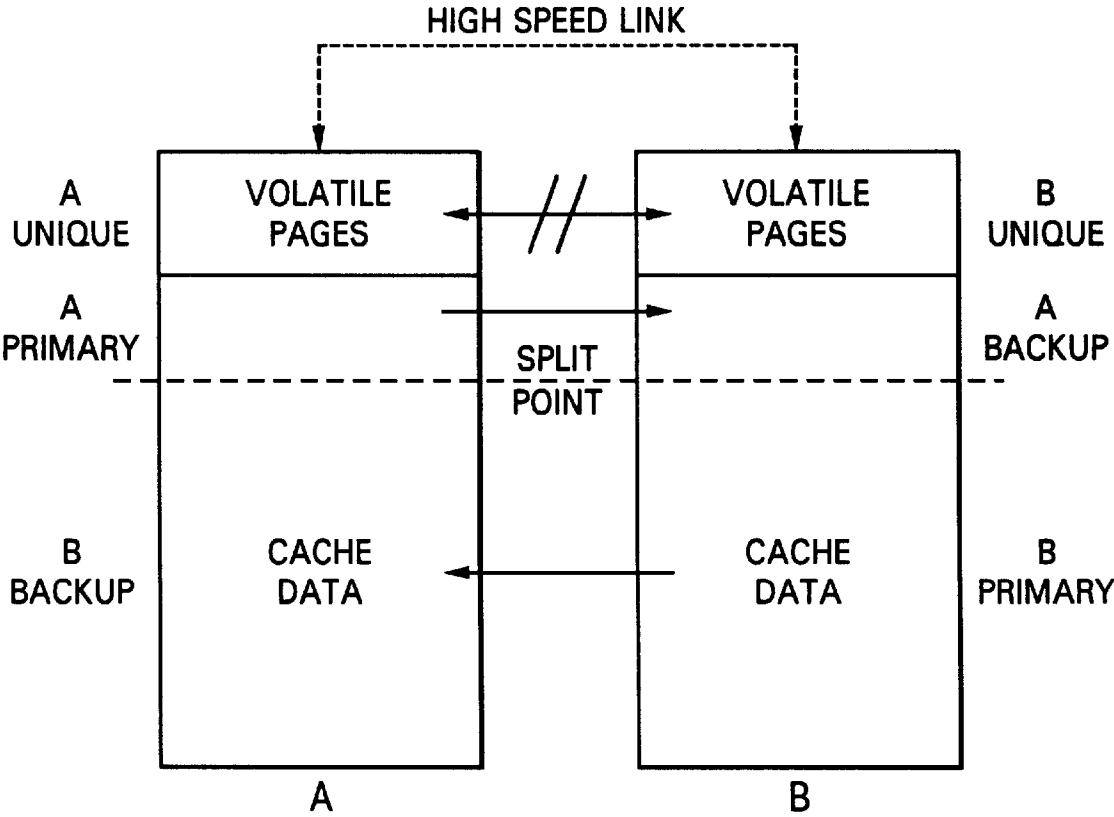 HIGH SPEED LINK
A
UNIQUE
VOLATILE
PAGES
VOLATILE
PAGES
B
UNIQUE
A
PRIMARY
A
BACKUP
SPLIT
POINT
B
BACKUP
CACHE
DATA
CACHE
DATA
B
PRIMARY
A
B